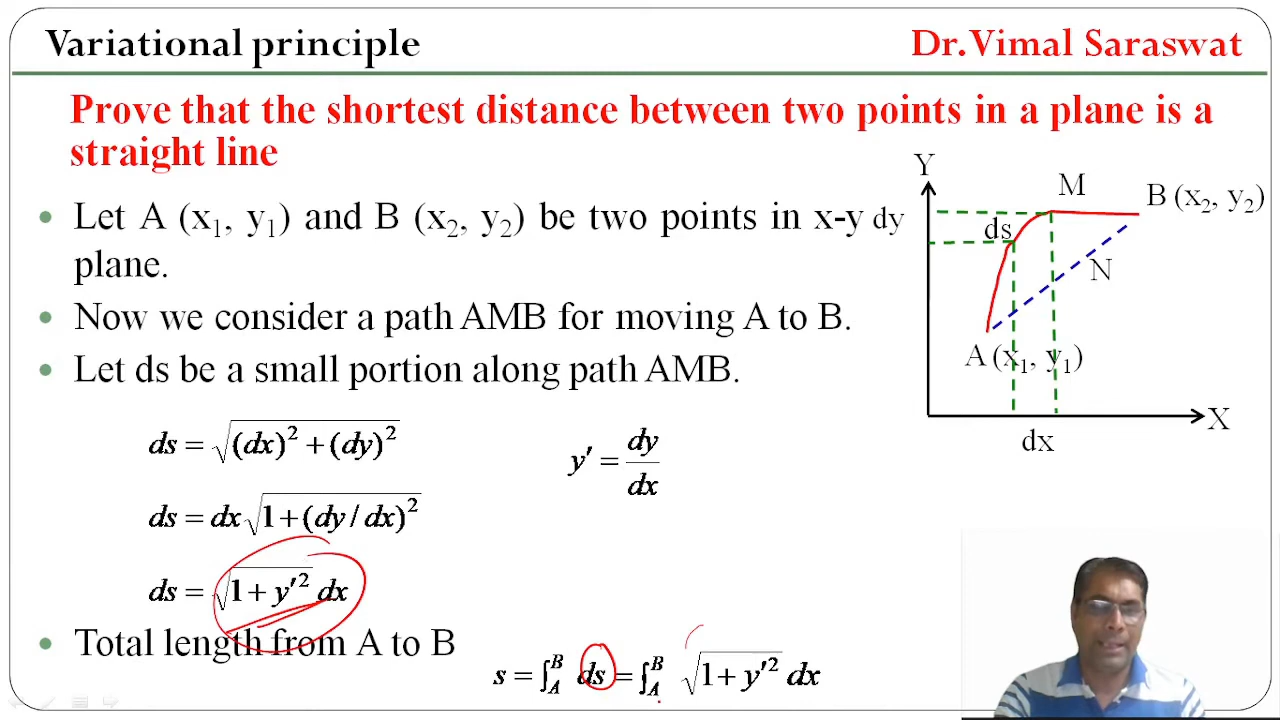 Variational principle
Dr.Vimal Saraswat
Prove that the shortest distance between two points in a plane is a
straight line
• Let A (x₁, y₁) and B (x₂, y₂) be two points in x-y
plane.
• Now we consider a path AMB for moving A to B.
• Let ds be a small portion along path AMB.
ds = √((dx)² + (dy)²)
y′ = dy/dx
ds = dx√(1 + (dy / dx)²)
ds = √(1 + y′²) dx
• Total length from A to B
s = ∫_A^B ds = ∫_A^B √(1 + y′²) dx
Y
M
B (x₂, y₂)
dy
ds
N
A (x₁, y₁)
X
dx